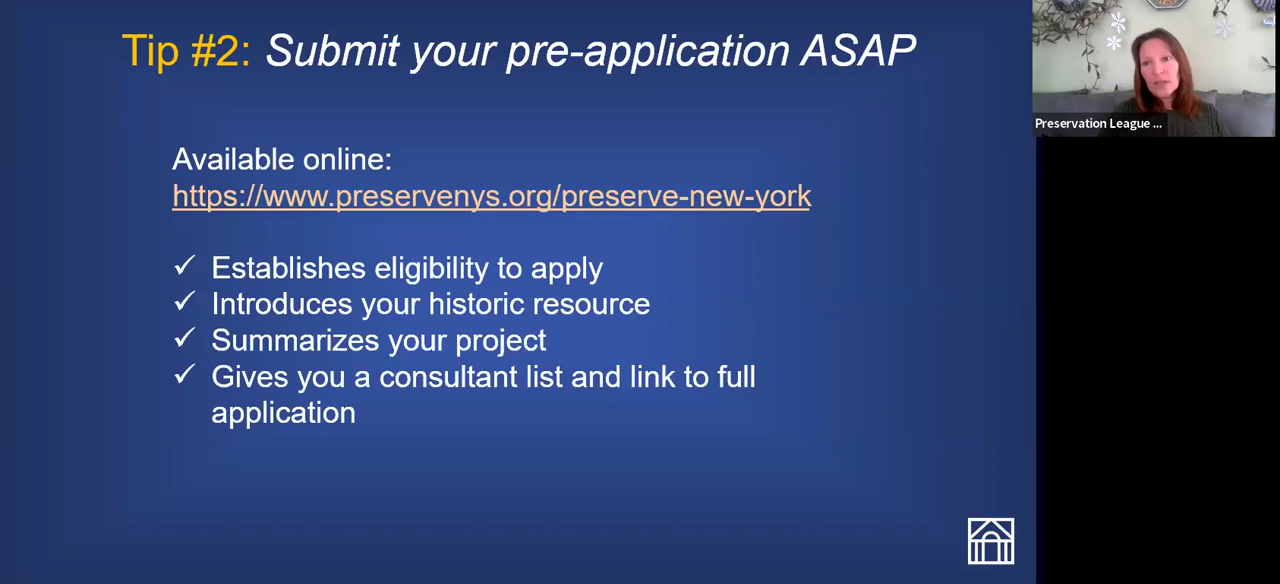 Tip #2: Submit your pre-application ASAP
Preservation League ...
Available online:
https://www.preservenys.org/preserve-new-york
✓ Establishes eligibility to apply
✓ Introduces your historic resource
✓ Summarizes your project
✓ Gives you a consultant list and link to full
application